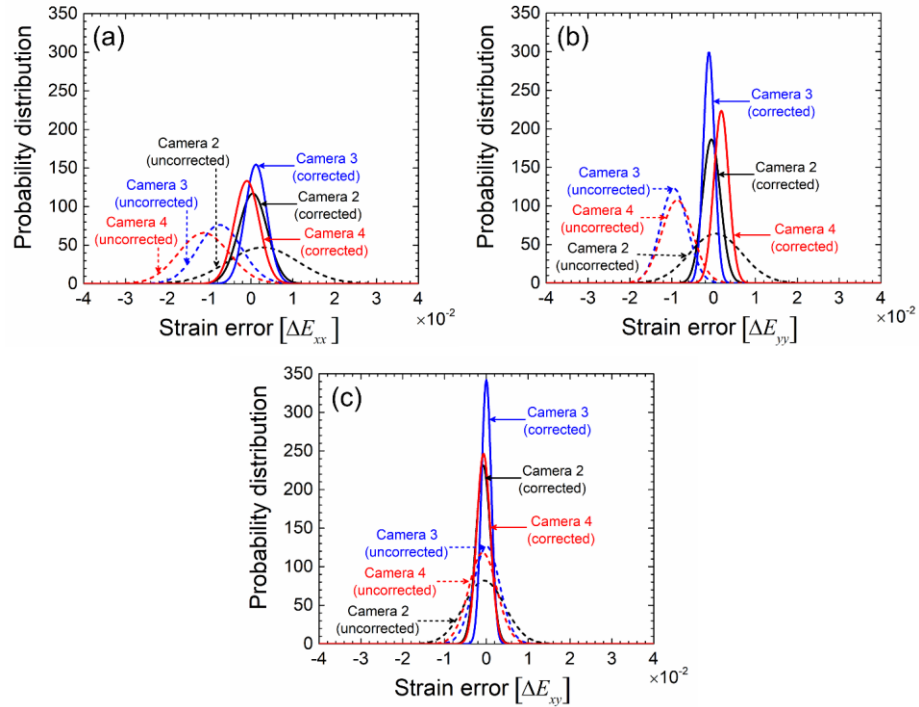 (a)
Probability distribution
350
300
250
200
150
100
50
0
Camera 2
(uncorrected)
Camera 3
(uncorrected)
Camera 4
(uncorrected)
Camera 3
(corrected)
Camera 2
(corrected)
Camera 4
(corrected)
-4 -3 -2 -1 0 1 2 3 4
×10⁻²
Strain error [ΔE_xx]
(b)
Probability distribution
350
300
250
200
150
100
50
0
Camera 3
(corrected)
Camera 3
(uncorrected)
Camera 4
(uncorrected)
Camera 2
(uncorrected)
Camera 2
(corrected)
Camera 4
(corrected)
-4 -3 -2 -1 0 1 2 3 4
×10⁻²
Strain error [ΔE_yy]
(c)
Probability distribution
350
300
250
200
150
100
50
0
Camera 3
(corrected)
Camera 2
(corrected)
Camera 4
(corrected)
Camera 3
(uncorrected)
Camera 4
(uncorrected)
Camera 2
(uncorrected)
-4 -3 -2 -1 0 1 2 3 4
×10⁻²
Strain error [ΔE_xy]